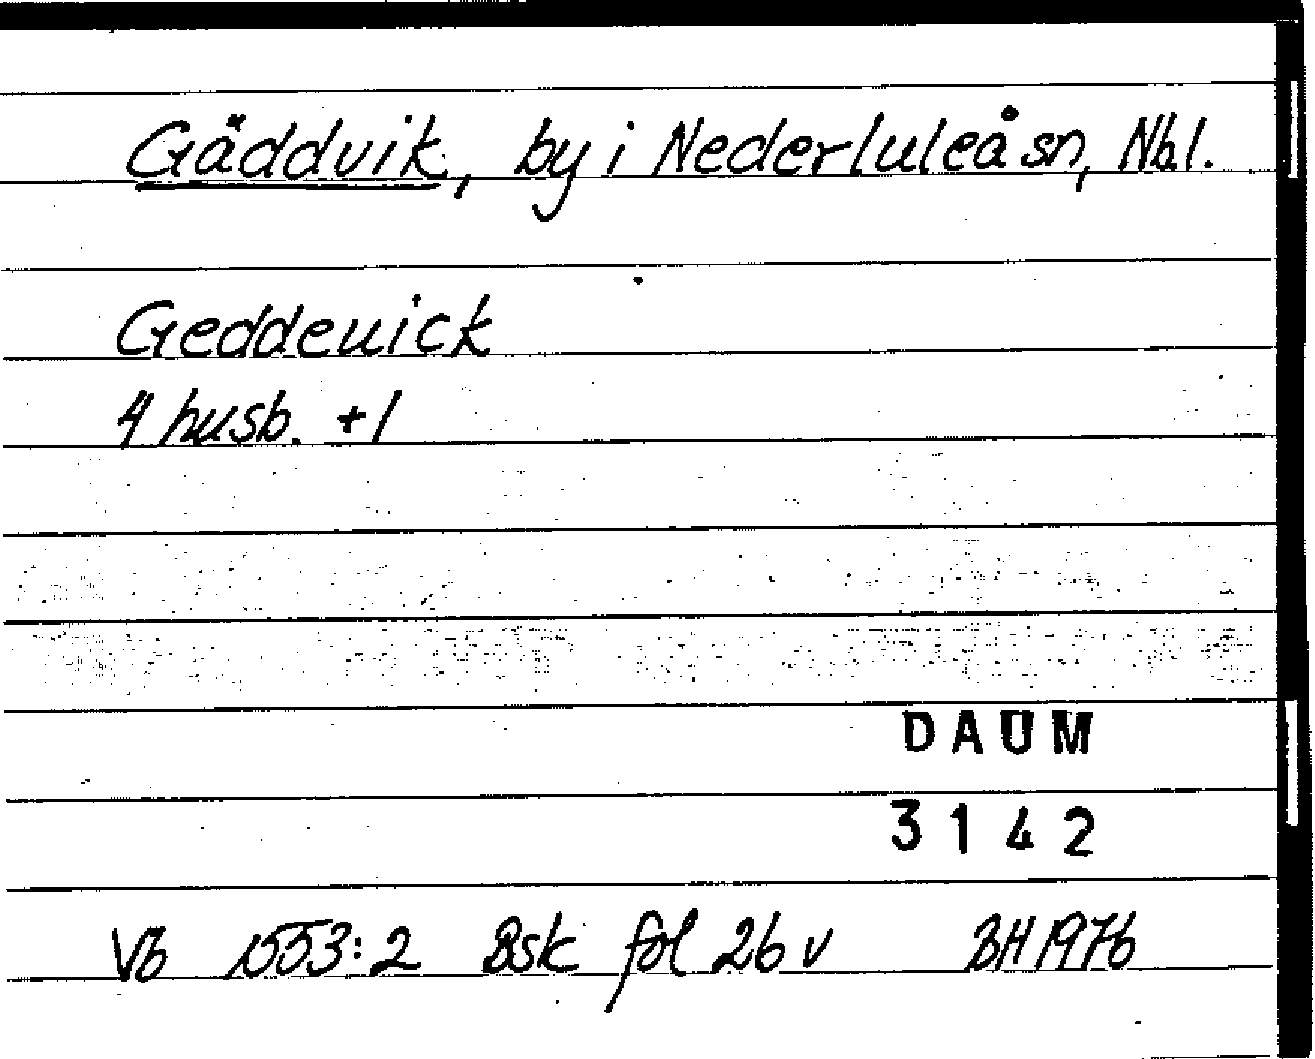 Gäddvik, by i Nederluleå sn, Nbl.
Geddeuick
4 husb. +1
DAUM
3142
Vb 1553:2 Bsk fol 26 v BH 1976